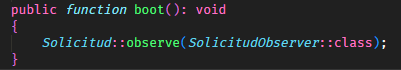 public function boot(): void
{
    Solicitud::observe(SolicitudObserver::class);
}